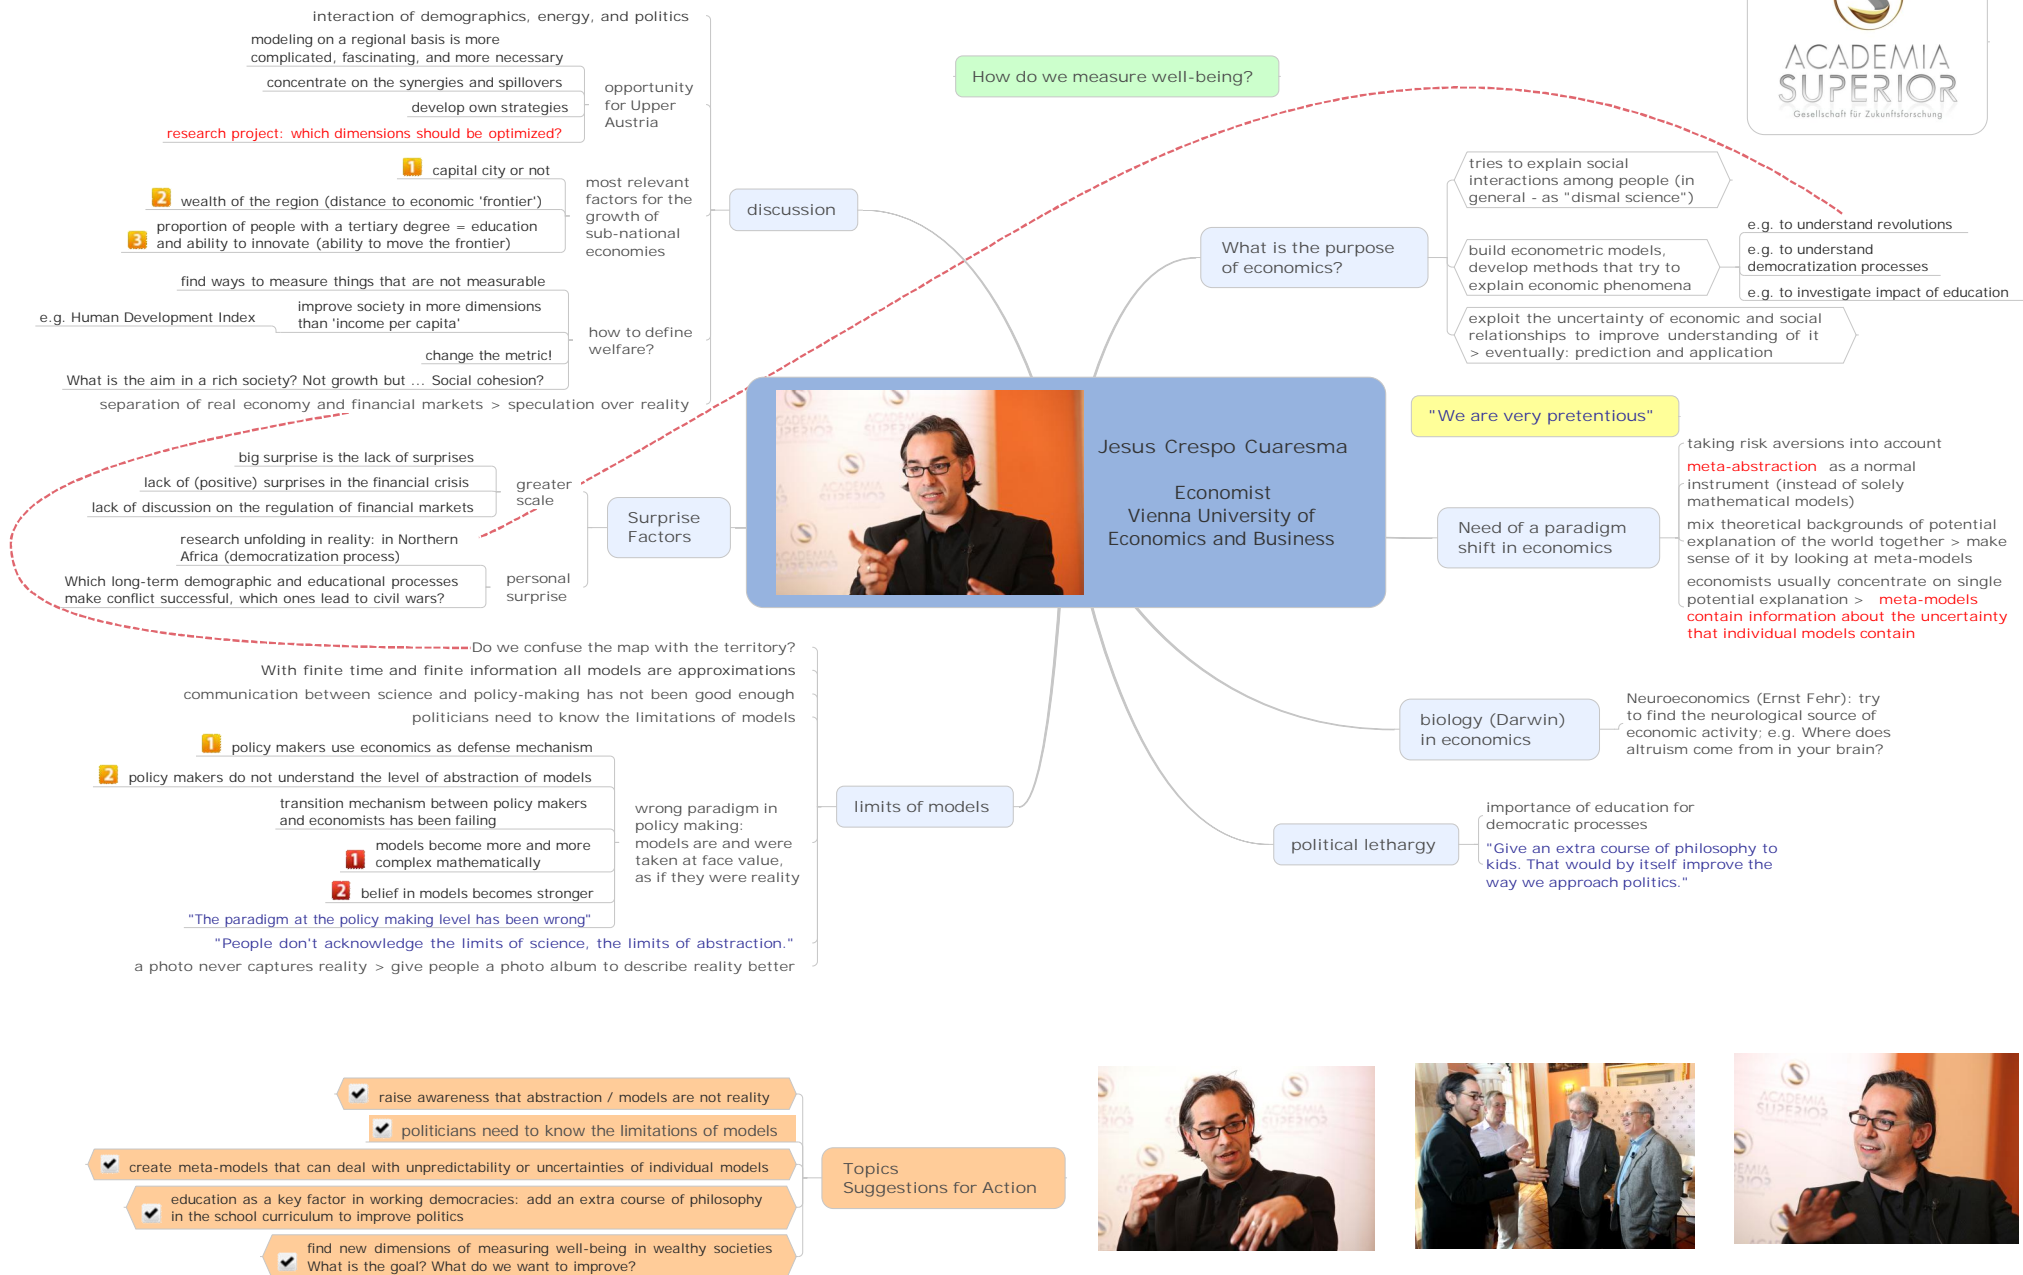 interaction of demographics, energy, and politics
modeling on a regional basis is more
complicated, fascinating, and more necessary
concentrate on the synergies and spillovers
develop own strategies
research project: which dimensions should be optimized?
opportunity
for Upper
Austria
1 capital city or not
2 wealth of the region (distance to economic 'frontier')
3 proportion of people with a tertiary degree = education
and ability to innovate (ability to move the frontier)
most relevant
factors for the
growth of
sub-national
economies
find ways to measure things that are not measurable
e.g. Human Development Index
improve society in more dimensions
than 'income per capita'
change the metric!
What is the aim in a rich society? Not growth but ... Social cohesion?
how to define
welfare?
separation of real economy and financial markets > speculation over reality
discussion
How do we measure well-being?
ACADEMIA
SUPERIOR
Gesellschaft für Zukunftsforschung
What is the purpose
of economics?
tries to explain social
interactions among people (in
general - as "dismal science")
build econometric models,
develop methods that try to
explain economic phenomena
e.g. to understand revolutions
e.g. to understand
democratization processes
e.g. to investigate impact of education
exploit the uncertainty of economic and social
relationships to improve understanding of it
> eventually: prediction and application
Jesus Crespo Cuaresma
Economist
Vienna University of
Economics and Business
"We are very pretentious"
Need of a paradigm
shift in economics
taking risk aversions into account
meta-abstraction as a normal
instrument (instead of solely
mathematical models)
mix theoretical backgrounds of potential
explanation of the world together > make
sense of it by looking at meta-models
economists usually concentrate on single
potential explanation > meta-models
contain information about the uncertainty
that individual models contain
big surprise is the lack of surprises
lack of (positive) surprises in the financial crisis
lack of discussion on the regulation of financial markets
greater
scale
research unfolding in reality: in Northern
Africa (democratization process)
Which long-term demographic and educational processes
make conflict successful, which ones lead to civil wars?
personal
surprise
Surprise
Factors
Do we confuse the map with the territory?
With finite time and finite information all models are approximations
communication between science and policy-making has not been good enough
politicians need to know the limitations of models
1 policy makers use economics as defense mechanism
2 policy makers do not understand the level of abstraction of models
transition mechanism between policy makers
and economists has been failing
1 models become more and more
complex mathematically
2 belief in models becomes stronger
"The paradigm at the policy making level has been wrong"
wrong paradigm in
policy making:
models are and were
taken at face value,
as if they were reality
"People don't acknowledge the limits of science, the limits of abstraction."
a photo never captures reality > give people a photo album to describe reality better
limits of models
biology (Darwin)
in economics
Neuroeconomics (Ernst Fehr): try
to find the neurological source of
economic activity; e.g. Where does
altruism come from in your brain?
political lethargy
importance of education for
democratic processes
"Give an extra course of philosophy to
kids. That would by itself improve the
way we approach politics."
raise awareness that abstraction / models are not reality
politicians need to know the limitations of models
create meta-models that can deal with unpredictability or uncertainties of individual models
education as a key factor in working democracies: add an extra course of philosophy
in the school curriculum to improve politics
find new dimensions of measuring well-being in wealthy societies
What is the goal? What do we want to improve?
Topics
Suggestions for Action